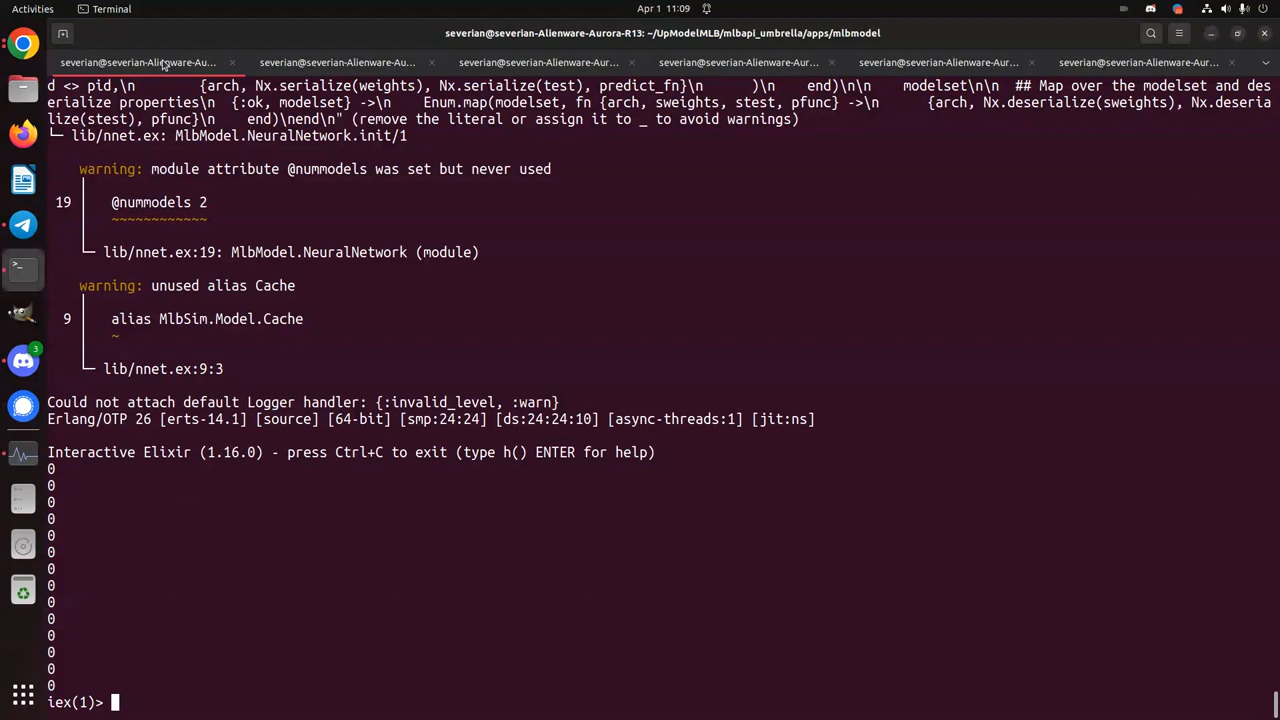 Activities
Terminal
Apr 1 11:09
severian@severian-Alienware-Aurora-R13: ~/UpModelMLB/mlbapi_umbrella/apps/mlbmodel
severian@severian-Alienware-Au...
severian@severian-Alienware-Au...
severian@severian-Alienware-Aur...
severian@severian-Alienware-Aur...
severian@severian-Alienware-Aur...
severian@severian-Alienware-Aur...
d <> pid,\n        {arch, Nx.serialize(weights), Nx.serialize(test), predict_fn}\n      )\n    end)\n\n    modelset\n\n  ## Map over the modelset and des
erialize properties\n  {:ok, modelset} ->\n    Enum.map(modelset, fn {arch, sweights, stest, pfunc} ->\n      {arch, Nx.deserialize(sweights), Nx.deseria
lize(stest), pfunc}\n    end)\nend\n" (remove the literal or assign it to _ to avoid warnings)
└─ lib/nnet.ex: MlbModel.NeuralNetwork.init/1
warning: module attribute @nummodels was set but never used
19 │ @nummodels 2
│ ~~~~~~~~~~~~
└─ lib/nnet.ex:19: MlbModel.NeuralNetwork (module)
warning: unused alias Cache
9 │ alias MlbSim.Model.Cache
│ ~
└─ lib/nnet.ex:9:3
Could not attach default Logger handler: {:invalid_level, :warn}
Erlang/OTP 26 [erts-14.1] [source] [64-bit] [smp:24:24] [ds:24:24:10] [async-threads:1] [jit:ns]
Interactive Elixir (1.16.0) - press Ctrl+C to exit (type h() ENTER for help)
0
0
0
0
0
0
0
0
0
0
0
0
0
0
iex(1)>
3